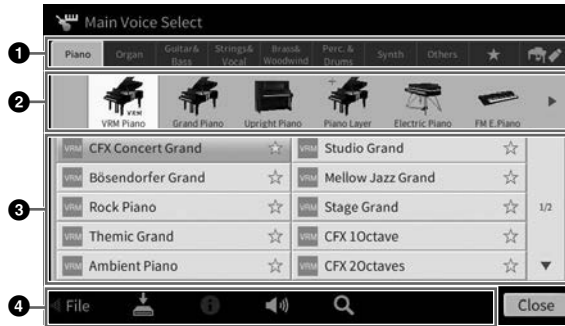 Main Voice Select
1
Piano Organ Guitar& Bass Strings& Vocal Brass& Woodwind Perc. & Drums Synth Others
2
VRM
VRM Piano Grand Piano Upright Piano Piano Layer Electric Piano FM E.Piano
3
VRM CFX Concert Grand VRM Studio Grand
VRM Bösendorfer Grand VRM Mellow Jazz Grand
VRM Rock Piano VRM Stage Grand 1/2
VRM Themic Grand VRM CFX 1Octave
VRM Ambient Piano VRM CFX 2Octaves
4
File Close